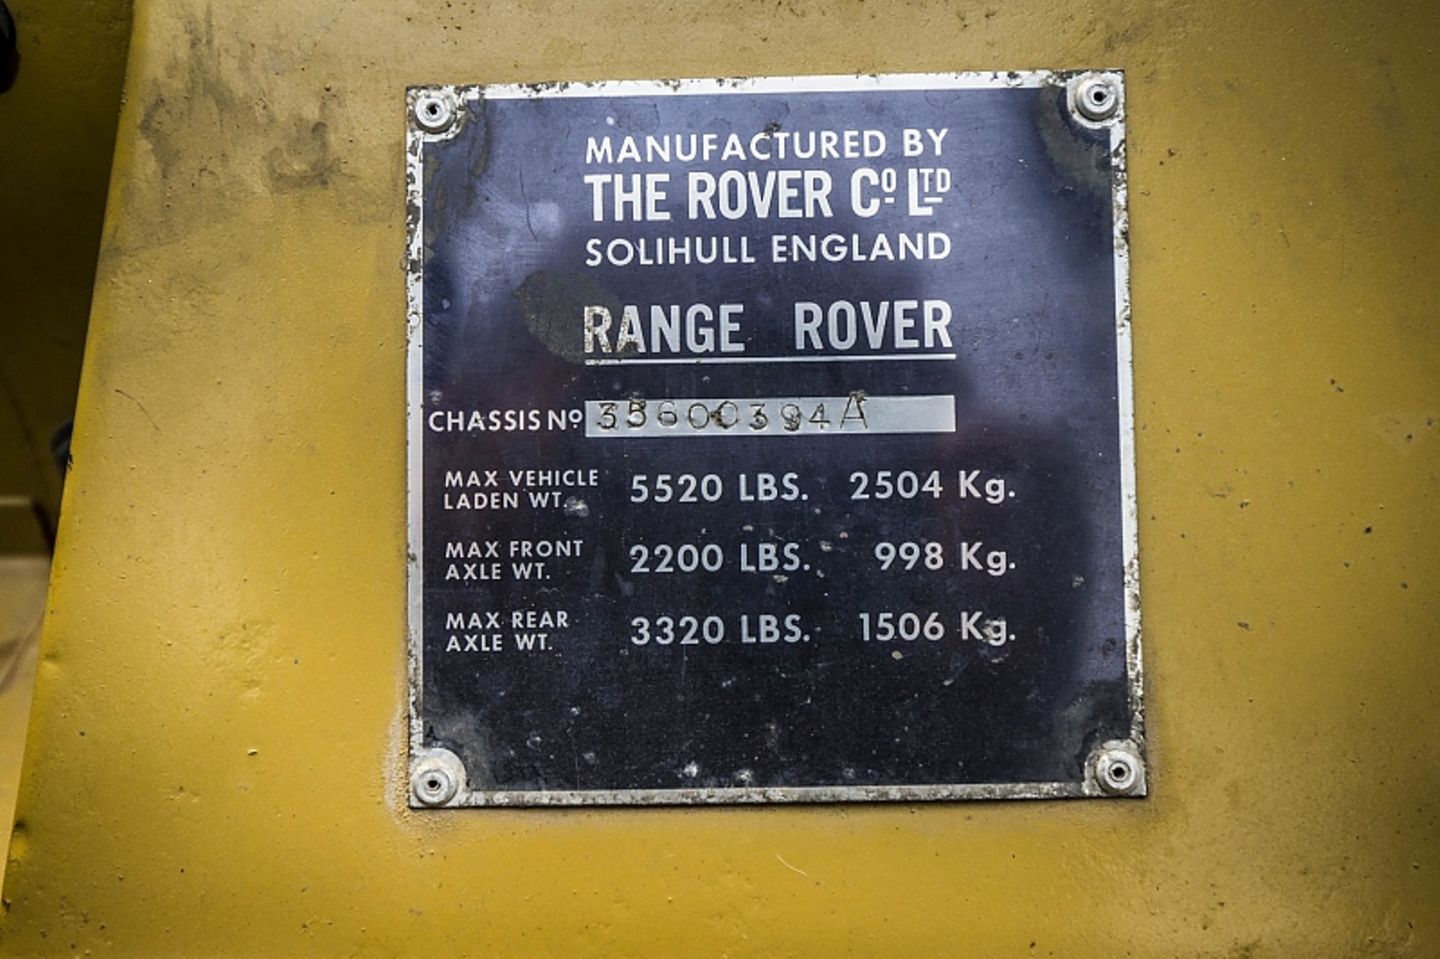 MANUFACTURED BY
THE ROVER Cº LTD
SOLIHULL ENGLAND
RANGE ROVER
CHASSIS Nº 35600394A
MAX VEHICLE LADEN WT. 5520 LBS. 2504 Kg.
MAX FRONT AXLE WT. 2200 LBS. 998 Kg.
MAX REAR AXLE WT. 3320 LBS. 1506 Kg.